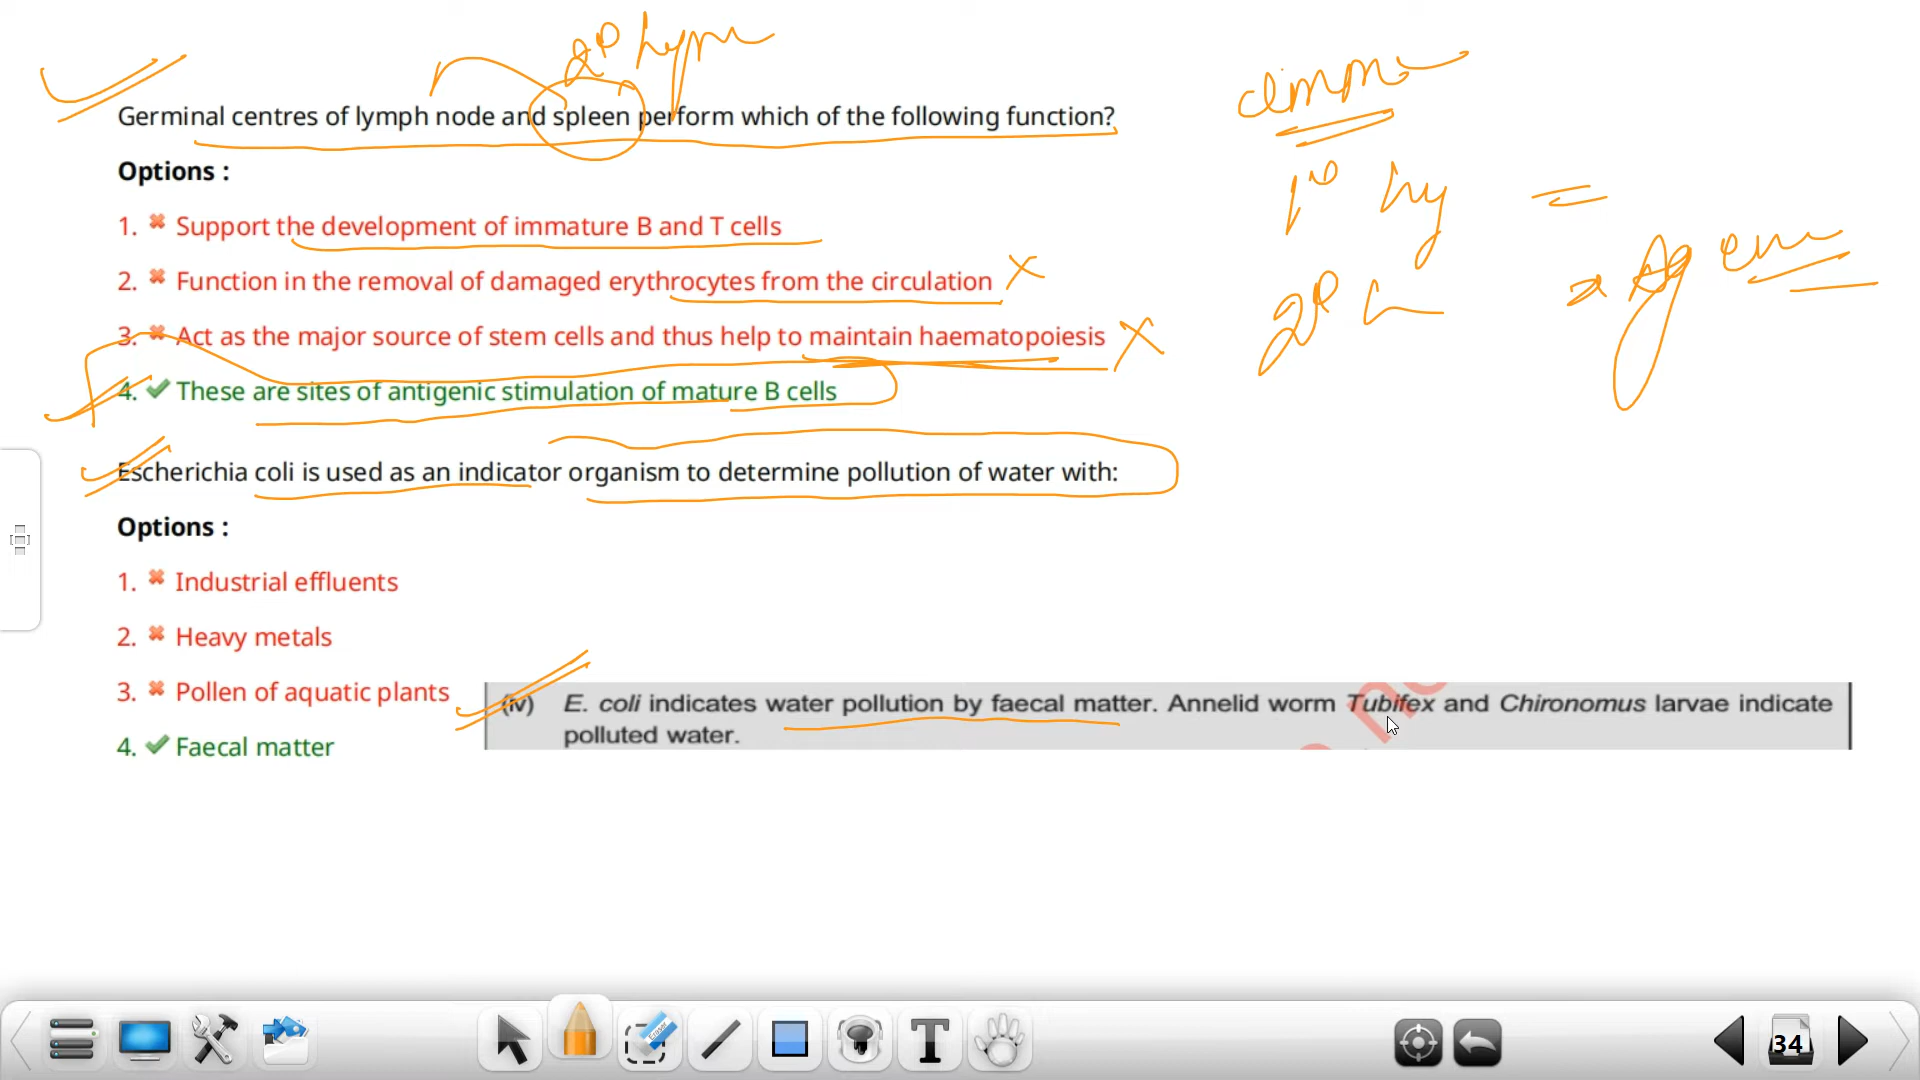 Germinal centres of lymph node and spleen perform which of the following function?
Options :
1. Support the development of immature B and T cells
2. Function in the removal of damaged erythrocytes from the circulation
3. Act as the major source of stem cells and thus help to maintain haematopoiesis
4. These are sites of antigenic stimulation of mature B cells
Escherichia coli is used as an indicator organism to determine pollution of water with:
Options :
1. Industrial effluents
2. Heavy metals
3. Pollen of aquatic plants
4. Faecal matter
(iv) E. coli indicates water pollution by faecal matter. Annelid worm Tubifex and Chironomus larvae indicate
polluted water.
Eraser
T
34